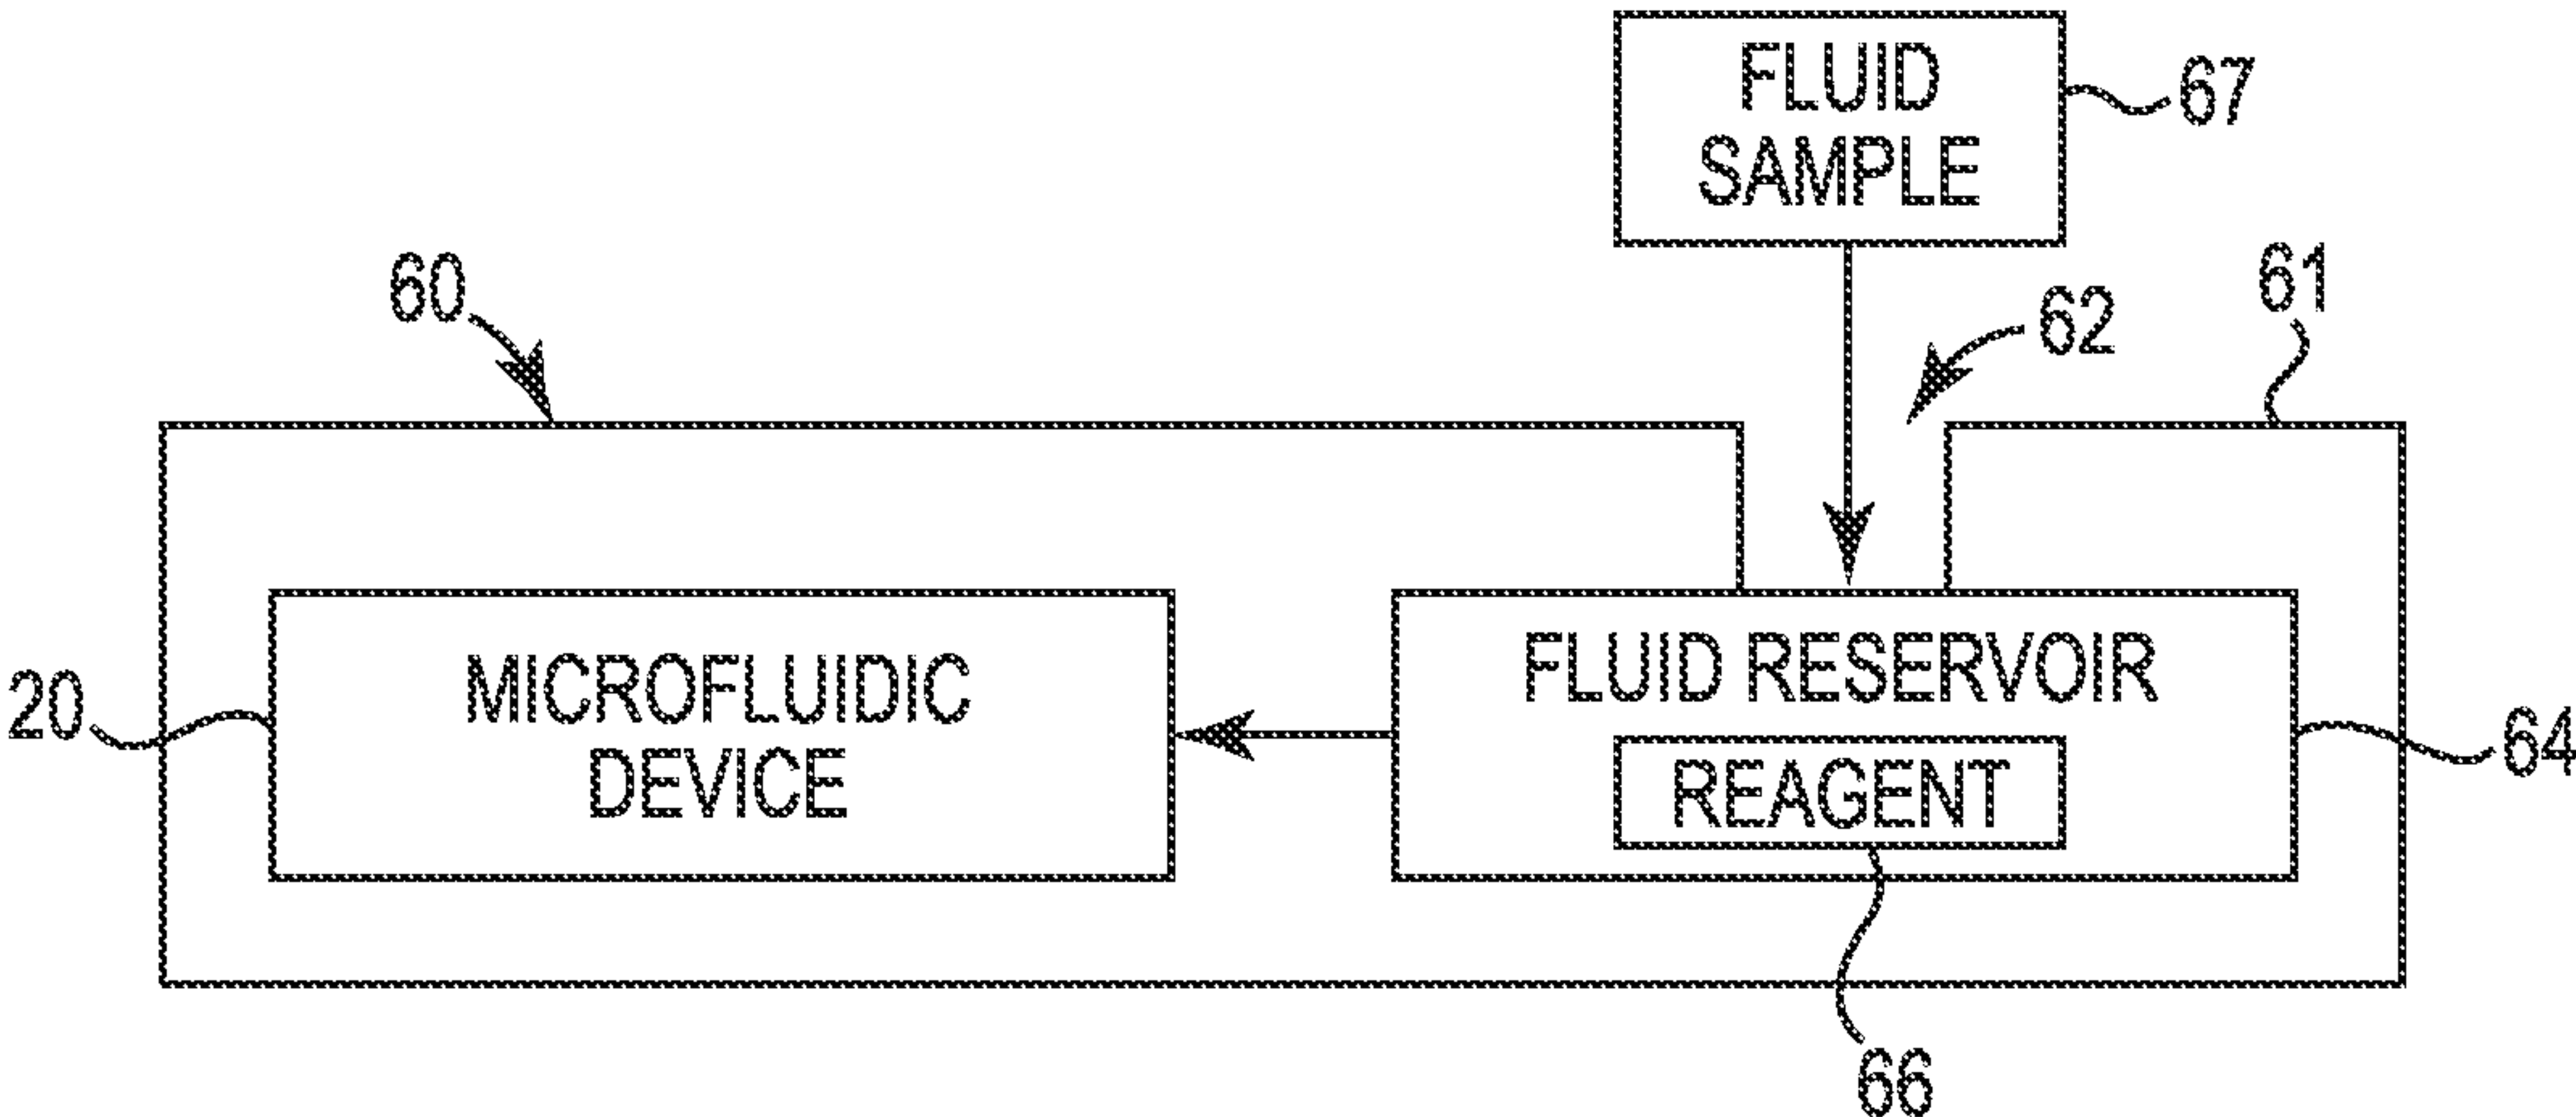 FLUID
SAMPLE
67
60
61
62
MICROFLUIDIC
DEVICE
FLUID RESERVOIR
REAGENT
20
64
66